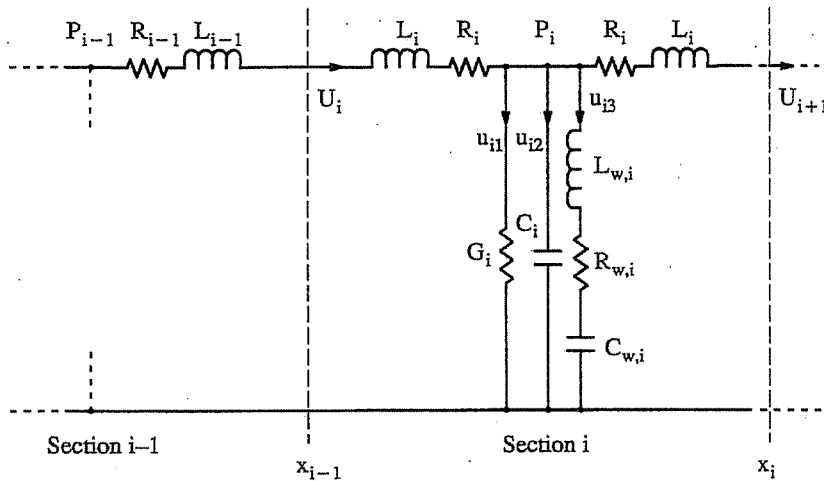 P_{i-1} R_{i-1} L_{i-1} L_i R_i P_i R_i L_i
U_i u_{i3} U_{i+1}
u_{i1} u_{i2} L_{w,i}
C_i
G_i R_{w,i}
C_{w,i}
Section i-1 Section i
x_{i-1} x_i